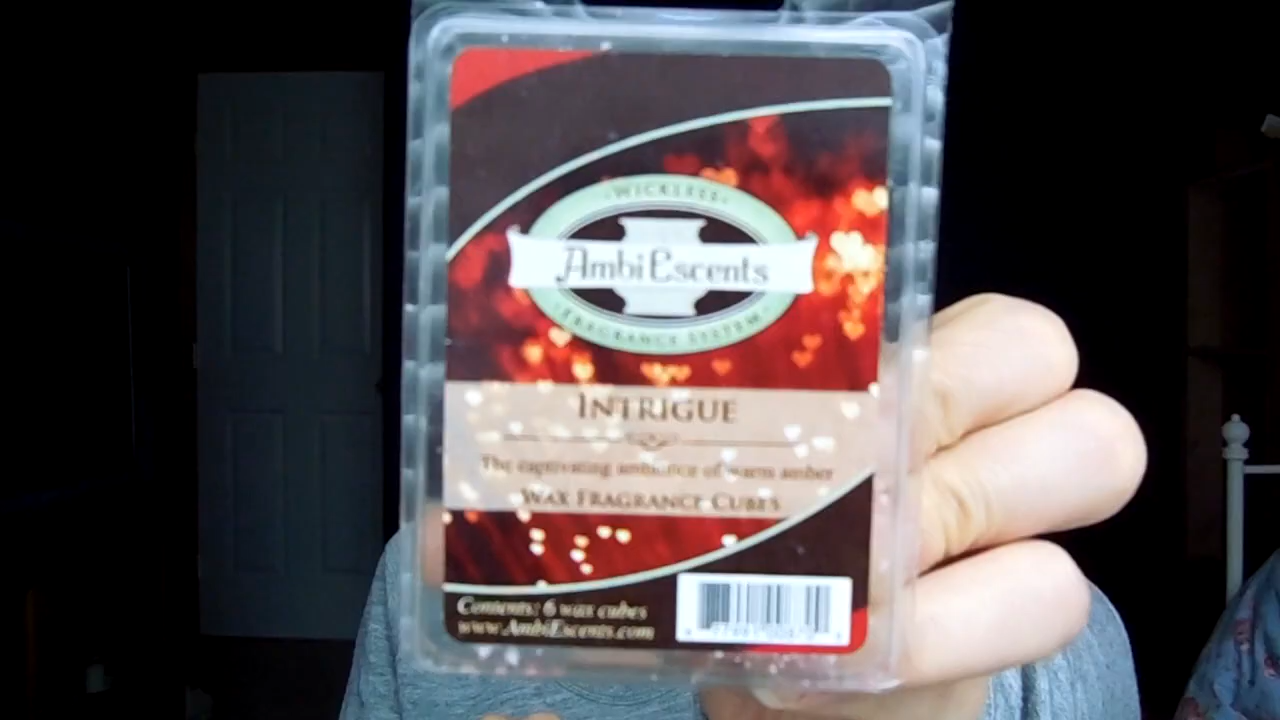 ·WICKLESS·
AmbiEscents
·FRAGRANCE SYSTEM·
INTRIGUE
The captivating ambience of warm amber
WAX FRAGRANCE CUBES
Contents: 6 wax cubes
www.AmbiEscents.com